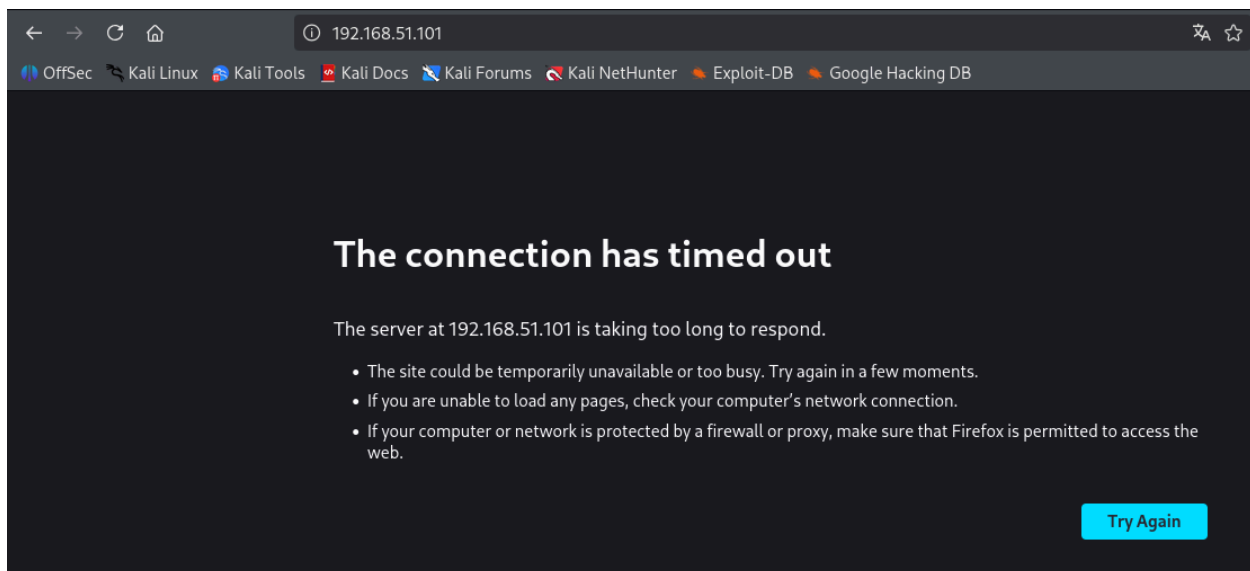 192.168.51.101
OffSec Kali Linux Kali Tools Kali Docs Kali Forums Kali NetHunter Exploit-DB Google Hacking DB
The connection has timed out
The server at 192.168.51.101 is taking too long to respond.
• The site could be temporarily unavailable or too busy. Try again in a few moments.
• If you are unable to load any pages, check your computer’s network connection.
• If your computer or network is protected by a firewall or proxy, make sure that Firefox is permitted to access the
web.
Try Again